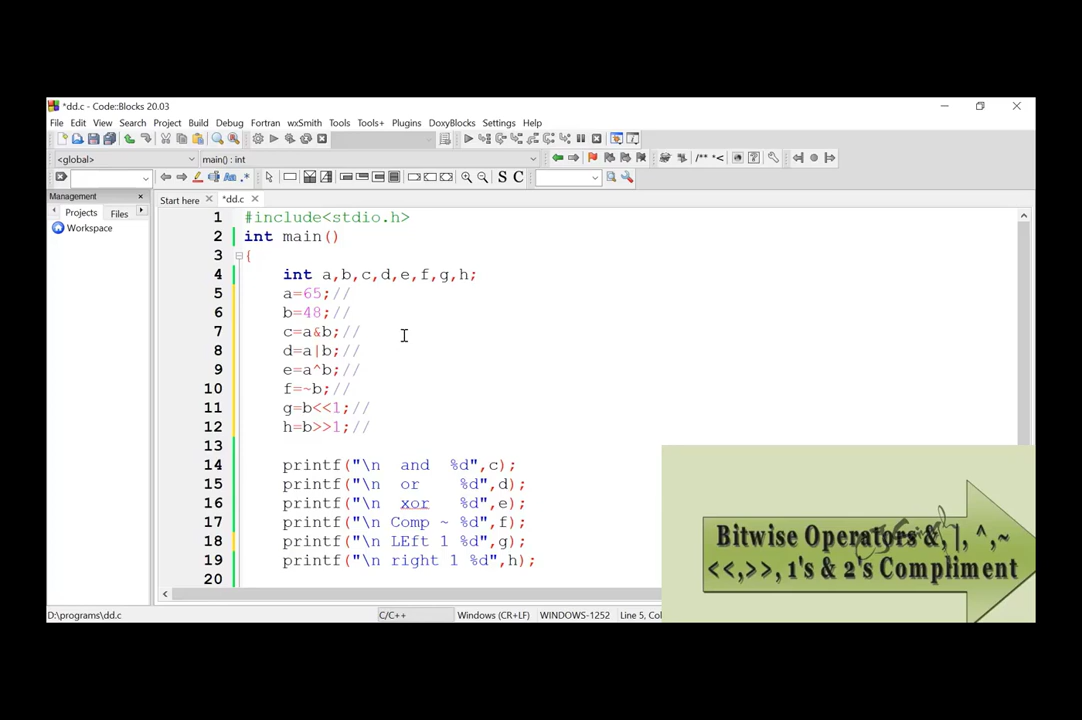 *dd.c - Code::Blocks 20.03
File Edit View Search Project Build Debug Fortran wxSmith Tools Tools+ Plugins DoxyBlocks Settings Help
<global> main() : int
/** *<
Aa .* S C
Management
Start here *dd.c
Projects Files
Workspace
1 #include<stdio.h>
2 int main()
3 {
4 int a,b,c,d,e,f,g,h;
5 a=65;//
6 b=48;//
7 c=a&b;//
8 d=a|b;//
9 e=a^b;//
10 f=~b;//
11 g=b<<1;//
12 h=b>>1;//
13
14 printf("\n  and  %d",c);
15 printf("\n  or    %d",d);
16 printf("\n  xor   %d",e);
17 printf("\n Comp ~ %d",f);
18 printf("\n LEft 1 %d",g);
19 printf("\n right 1 %d",h);
20
Bitwise Operators &, |, ^,~
<<,>>, 1's & 2's Compliment
D:\programs\dd.c C/C++ Windows (CR+LF) WINDOWS-1252 Line 5,